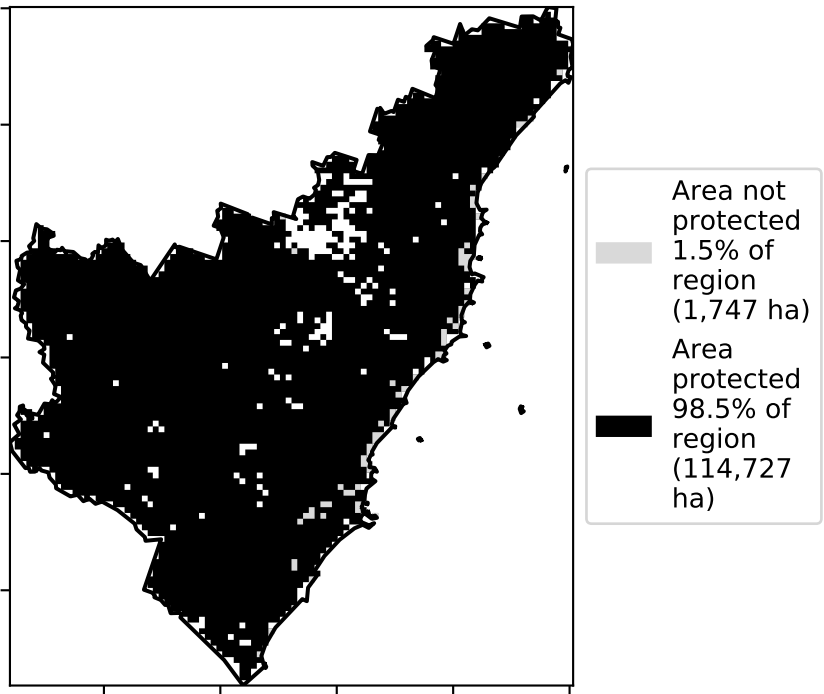 Area not
protected
1.5% of
region
(1,747 ha)
Area
protected
98.5% of
region
(114,727
ha)